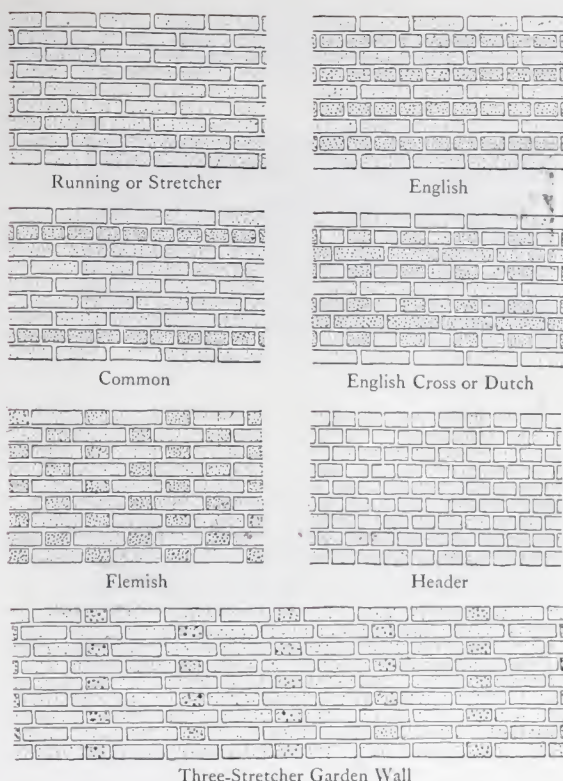 Running or Stretcher
English
Common
English Cross or Dutch
Flemish
Header
Three-Stretcher Garden Wall